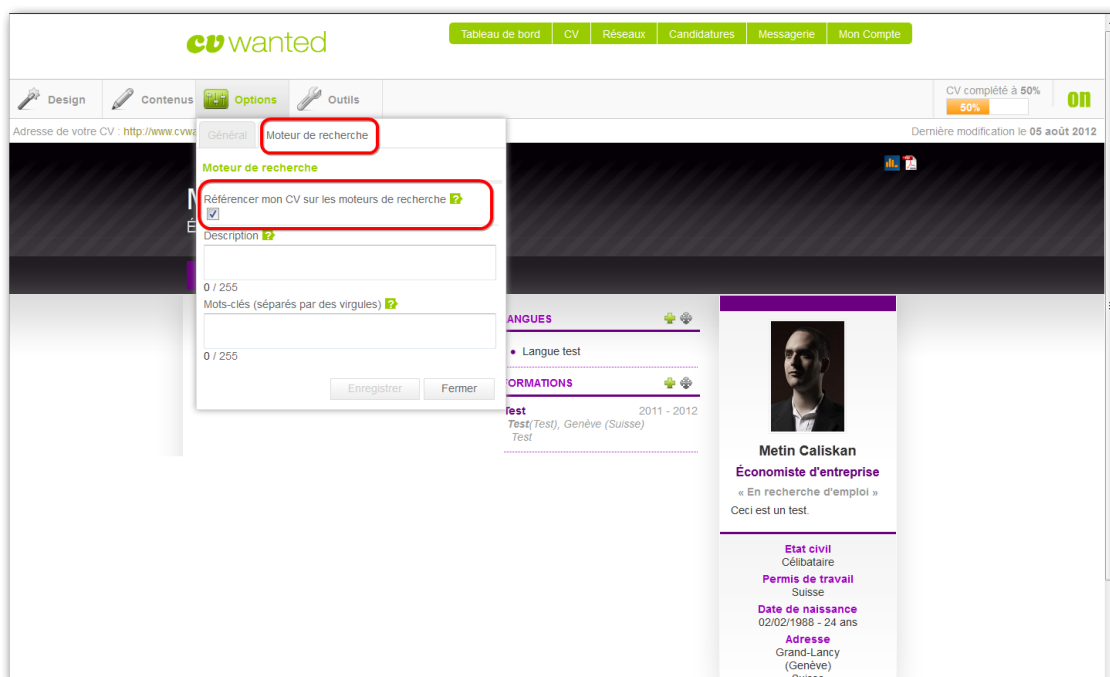 cv wanted
Tableau de bord CV Réseaux Candidatures Messagerie Mon Compte
Design Contenus Options Outils
CV complété à 50%
50%
on
Adresse de votre CV : http://www.cvwa
Dernière modification le 05 août 2012
Général Moteur de recherche
Moteur de recherche
Référencer mon CV sur les moteurs de recherche ?
Description ?
0 / 255
Mots-clés (séparés par des virgules) ?
0 / 255
Enregistrer Fermer
M
É
ANGUES
Langue test
FORMATIONS
Test 2011 - 2012
Test(Test), Genève (Suisse)
Test
Metin Caliskan
Économiste d'entreprise
« En recherche d'emploi »
Ceci est un test.
Etat civil
Célibataire
Permis de travail
Suisse
Date de naissance
02/02/1988 - 24 ans
Adresse
Grand-Lancy
(Genève)
Suisse